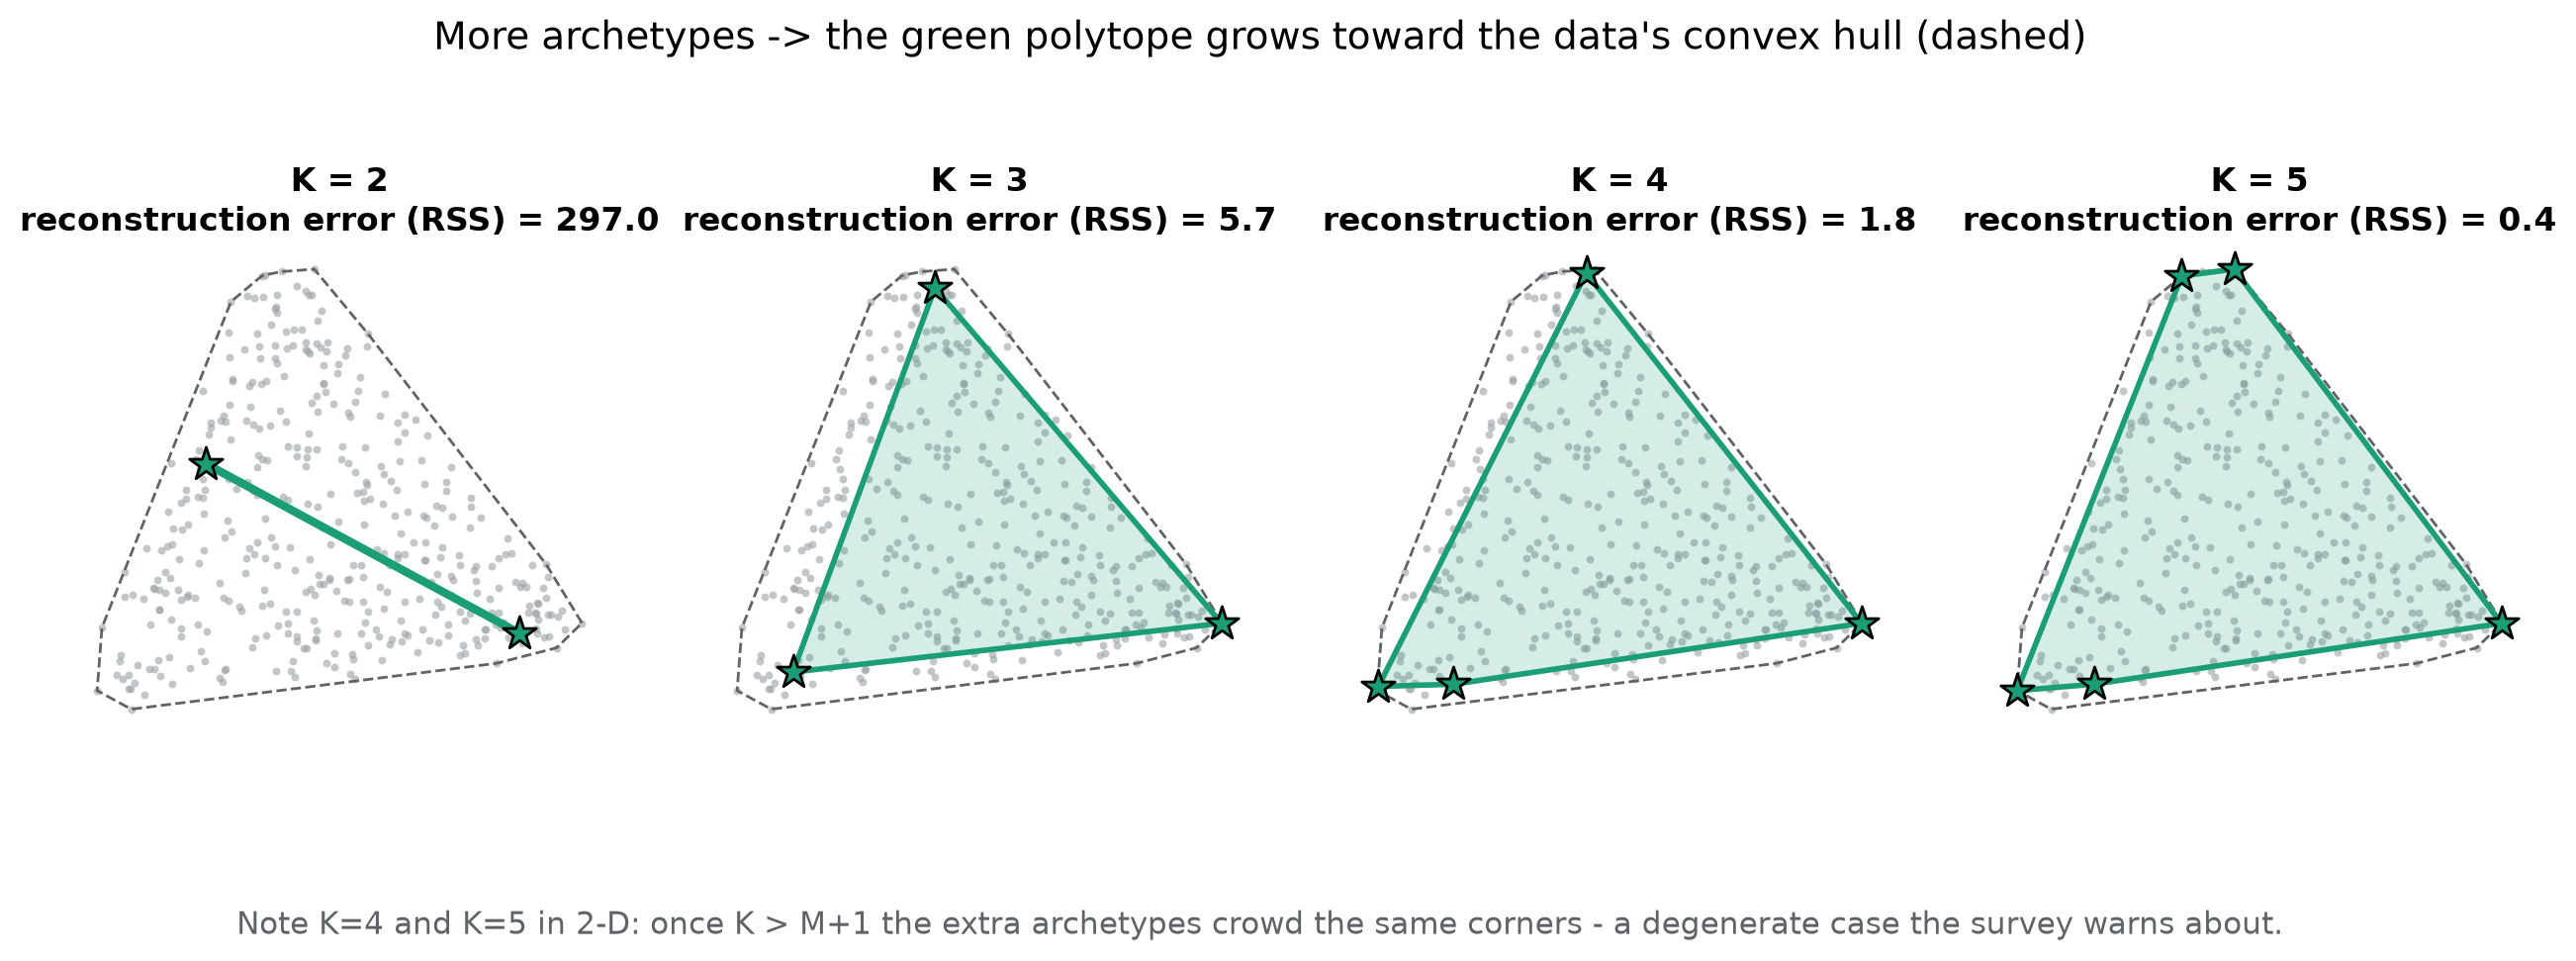 More archetypes -> the green polytope grows toward the data's convex hull (dashed)
K = 2
reconstruction error (RSS) = 297.0
K = 3
reconstruction error (RSS) = 5.7
K = 4
reconstruction error (RSS) = 1.8
K = 5
reconstruction error (RSS) = 0.4
Note K=4 and K=5 in 2-D: once K > M+1 the extra archetypes crowd the same corners - a degenerate case the survey warns about.